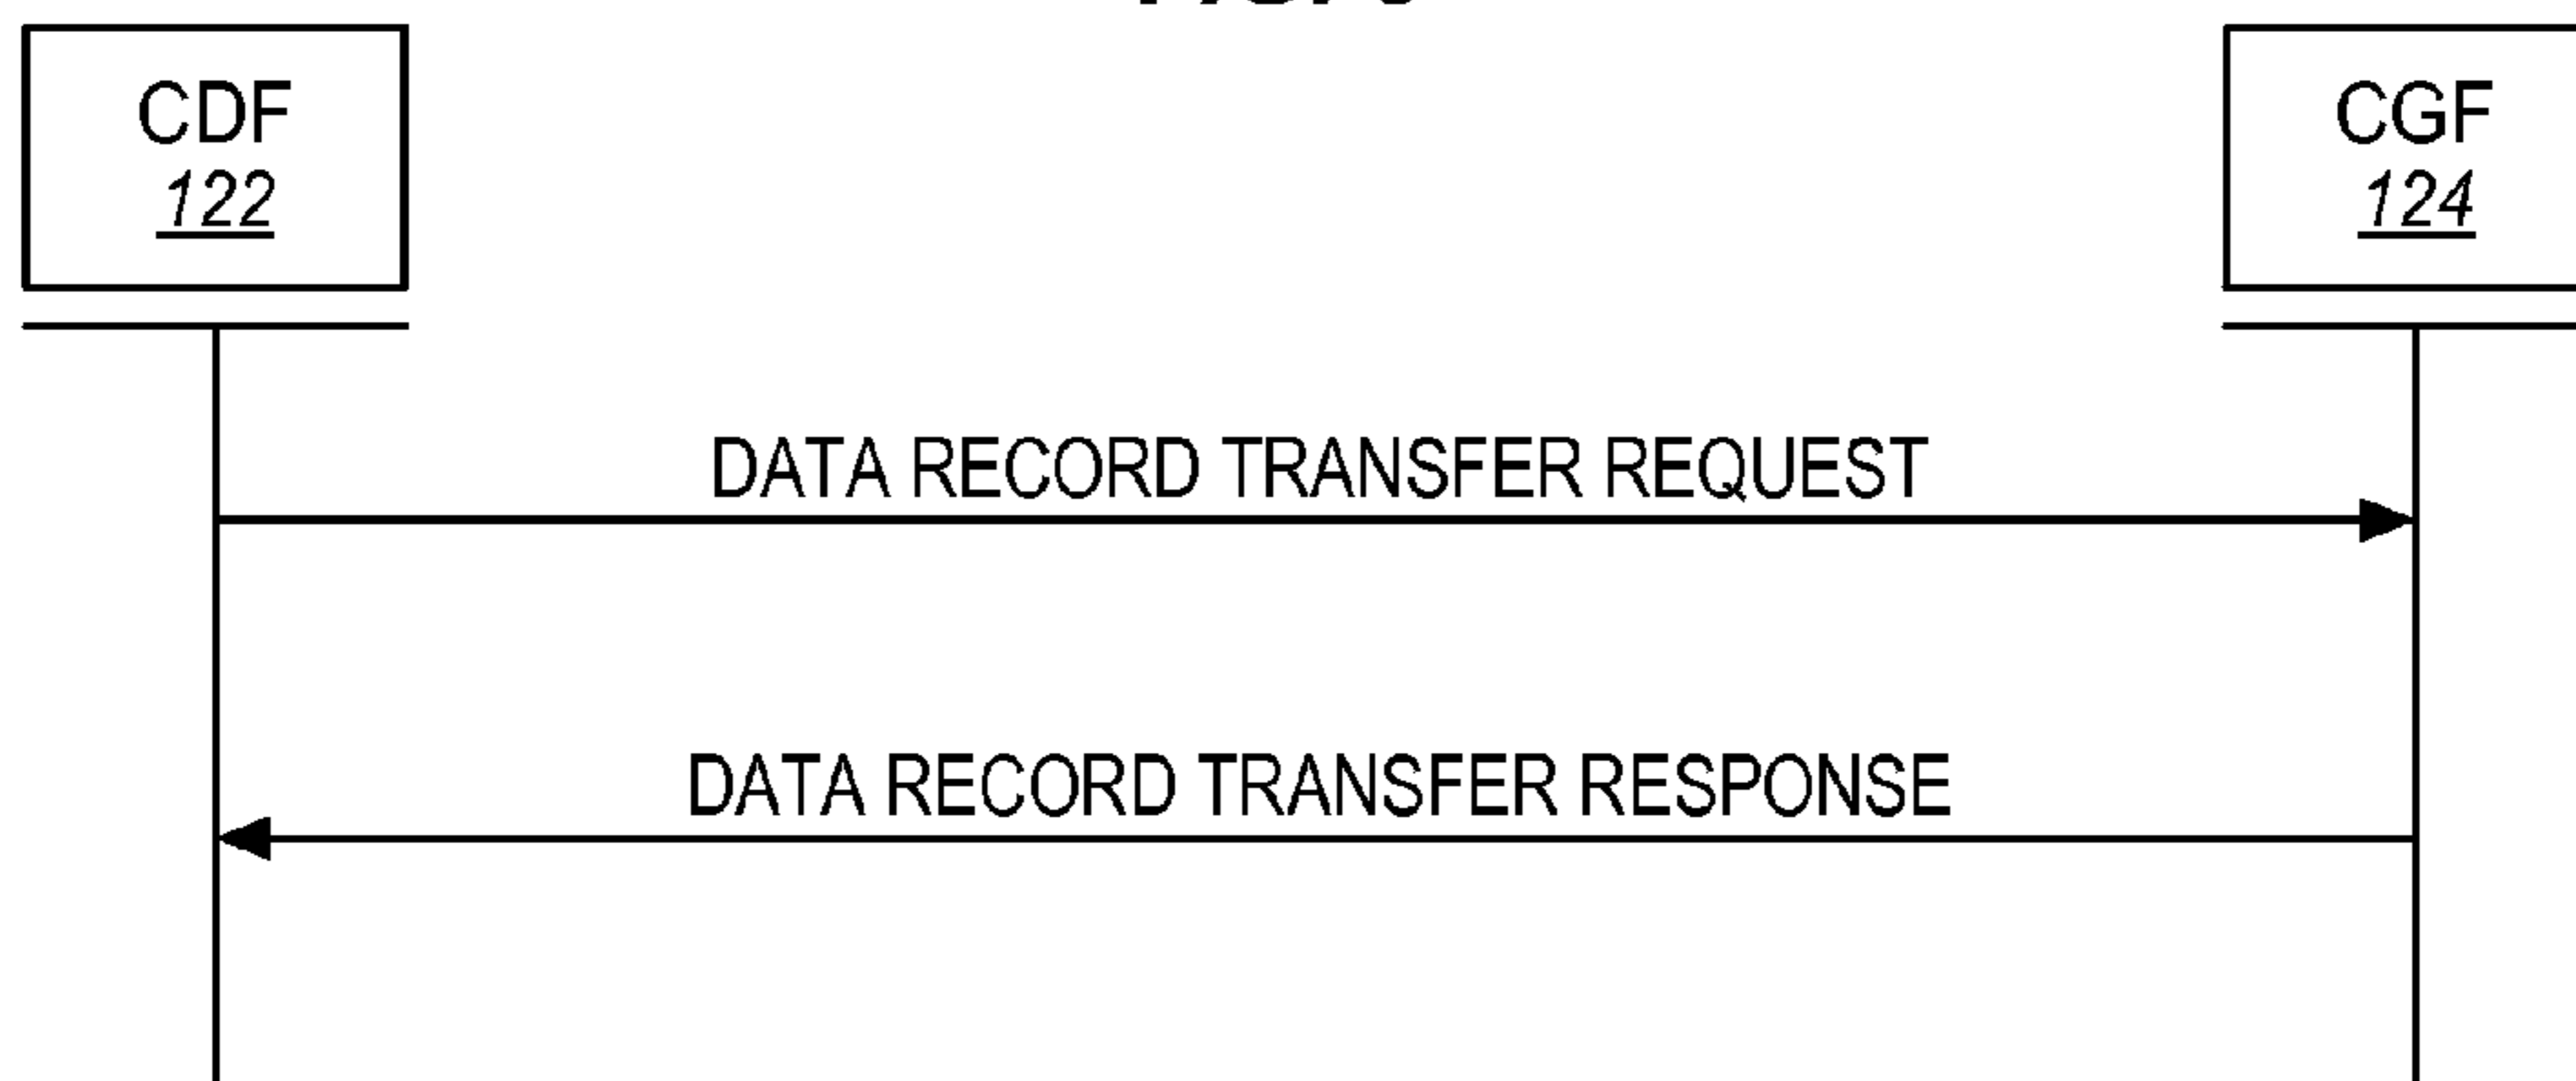 CDF
122
CGF
124
DATA RECORD TRANSFER REQUEST
DATA RECORD TRANSFER RESPONSE